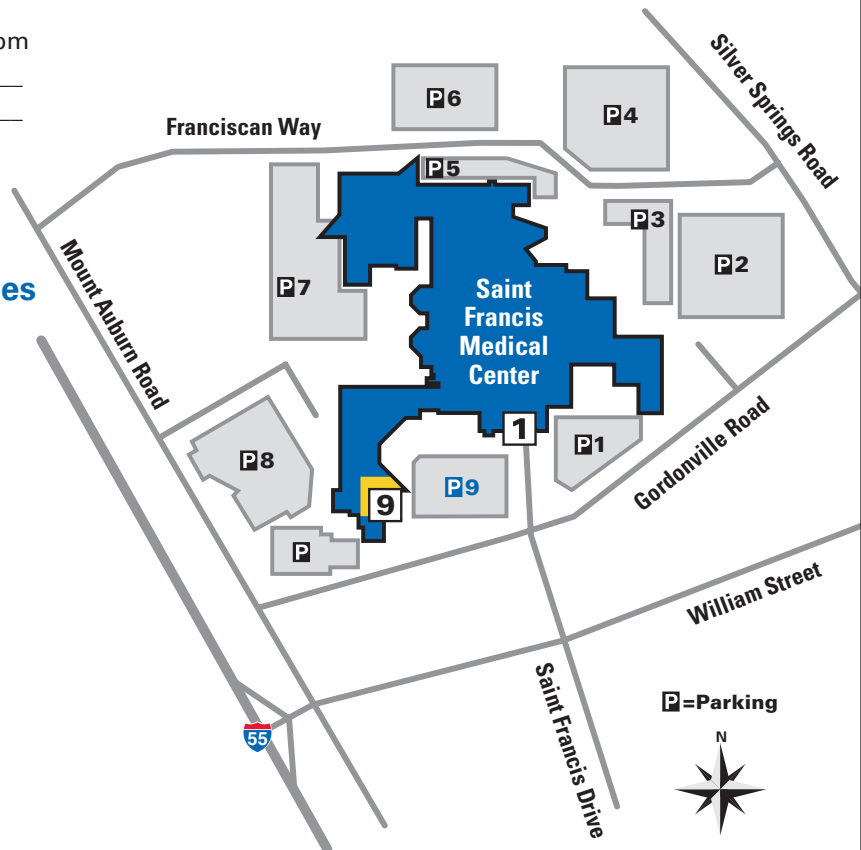 om
Silver Springs Road
P6
P4
Franciscan Way
P5
P3
P2
es
Mount Auburn Road
P7
Saint
Francis
Medical
Center
1
P1
Gordonville Road
P8
P9
9
P
William Street
Saint Francis Drive
P=Parking
N
55